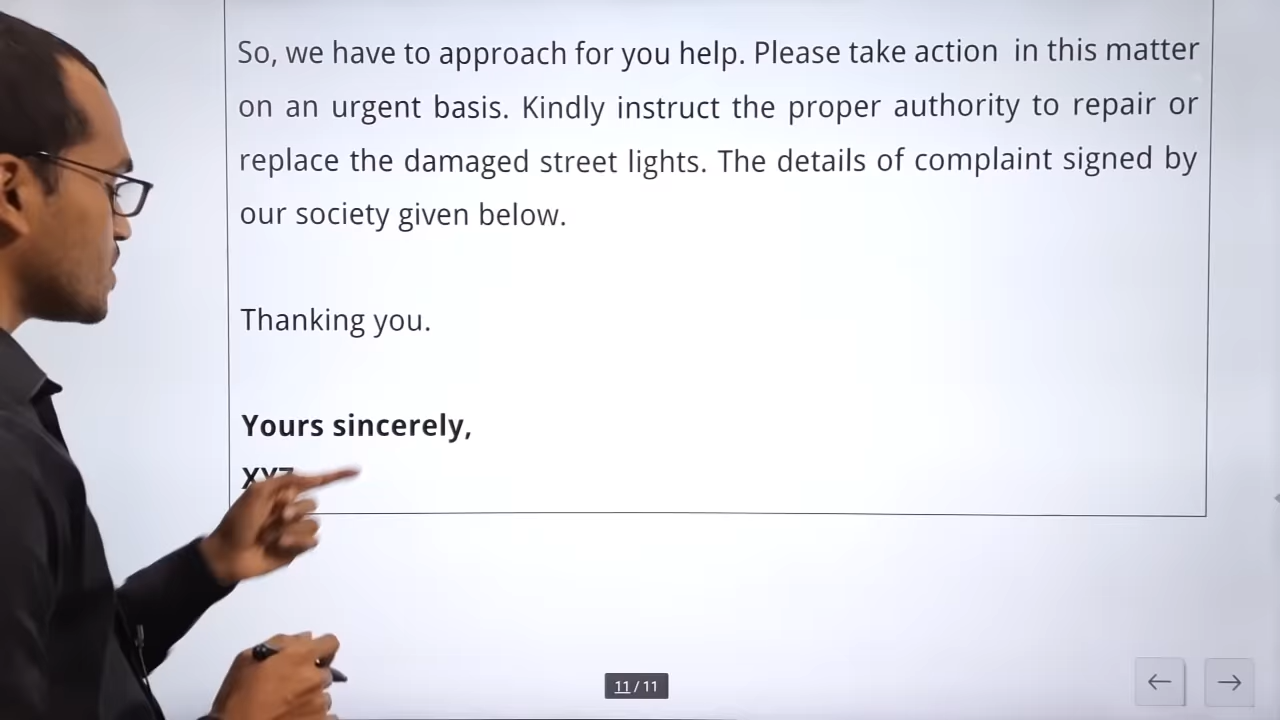 So, we have to approach for you help. Please take action in this matter
on an urgent basis. Kindly instruct the proper authority to repair or
replace the damaged street lights. The details of complaint signed by
our society given below.
Thanking you.
Yours sincerely,
XYZ
11 / 11